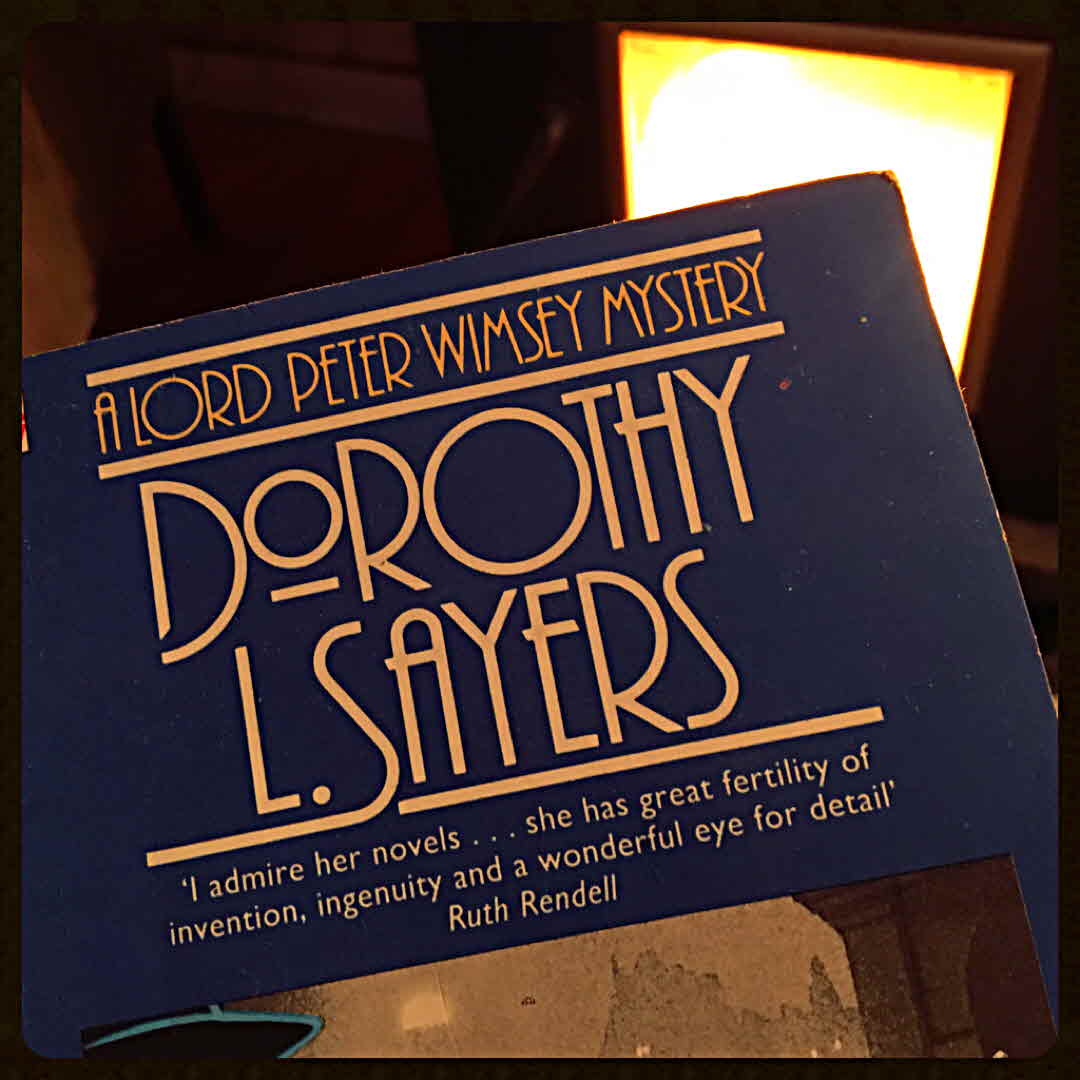 A LORD PETER WIMSEY MYSTERY
DOROTHY
L. SAYERS
‘I admire her novels . . . she has great fertility of
invention, ingenuity and a wonderful eye for detail’
Ruth Rendell